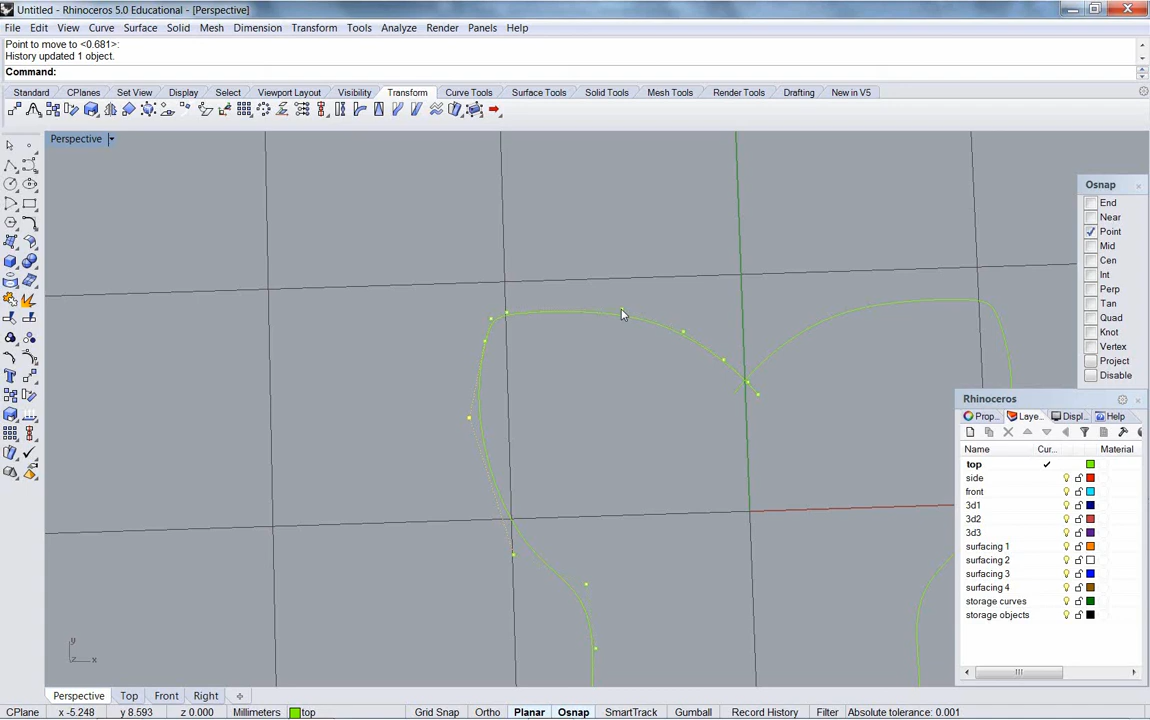 Untitled - Rhinoceros 5.0 Educational - [Perspective]
File Edit View Curve Surface Solid Mesh Dimension Transform Tools Analyze Render Panels Help
Point to move to <0.681>:
History updated 1 object.
Command:
Standard CPlanes Set View Display Select Viewport Layout Visibility Transform Curve Tools Surface Tools Solid Tools Mesh Tools Render Tools Drafting New in V5
Perspective
Osnap
End
Near
Point
Mid
Cen
Int
Perp
Tan
Quad
Knot
Vertex
Project
Disable
Rhinoceros
Prop... Laye... Displ... Help
Name Cur... Material
top
side
front
3d1
3d2
3d3
surfacing 1
surfacing 2
surfacing 3
surfacing 4
storage curves
storage objects
y
z x
Perspective Top Front Right
CPlane x -5.248 y 8.593 z 0.000 Millimeters top Grid Snap Ortho Planar Osnap SmartTrack Gumball Record History Filter Absolute tolerance: 0.001